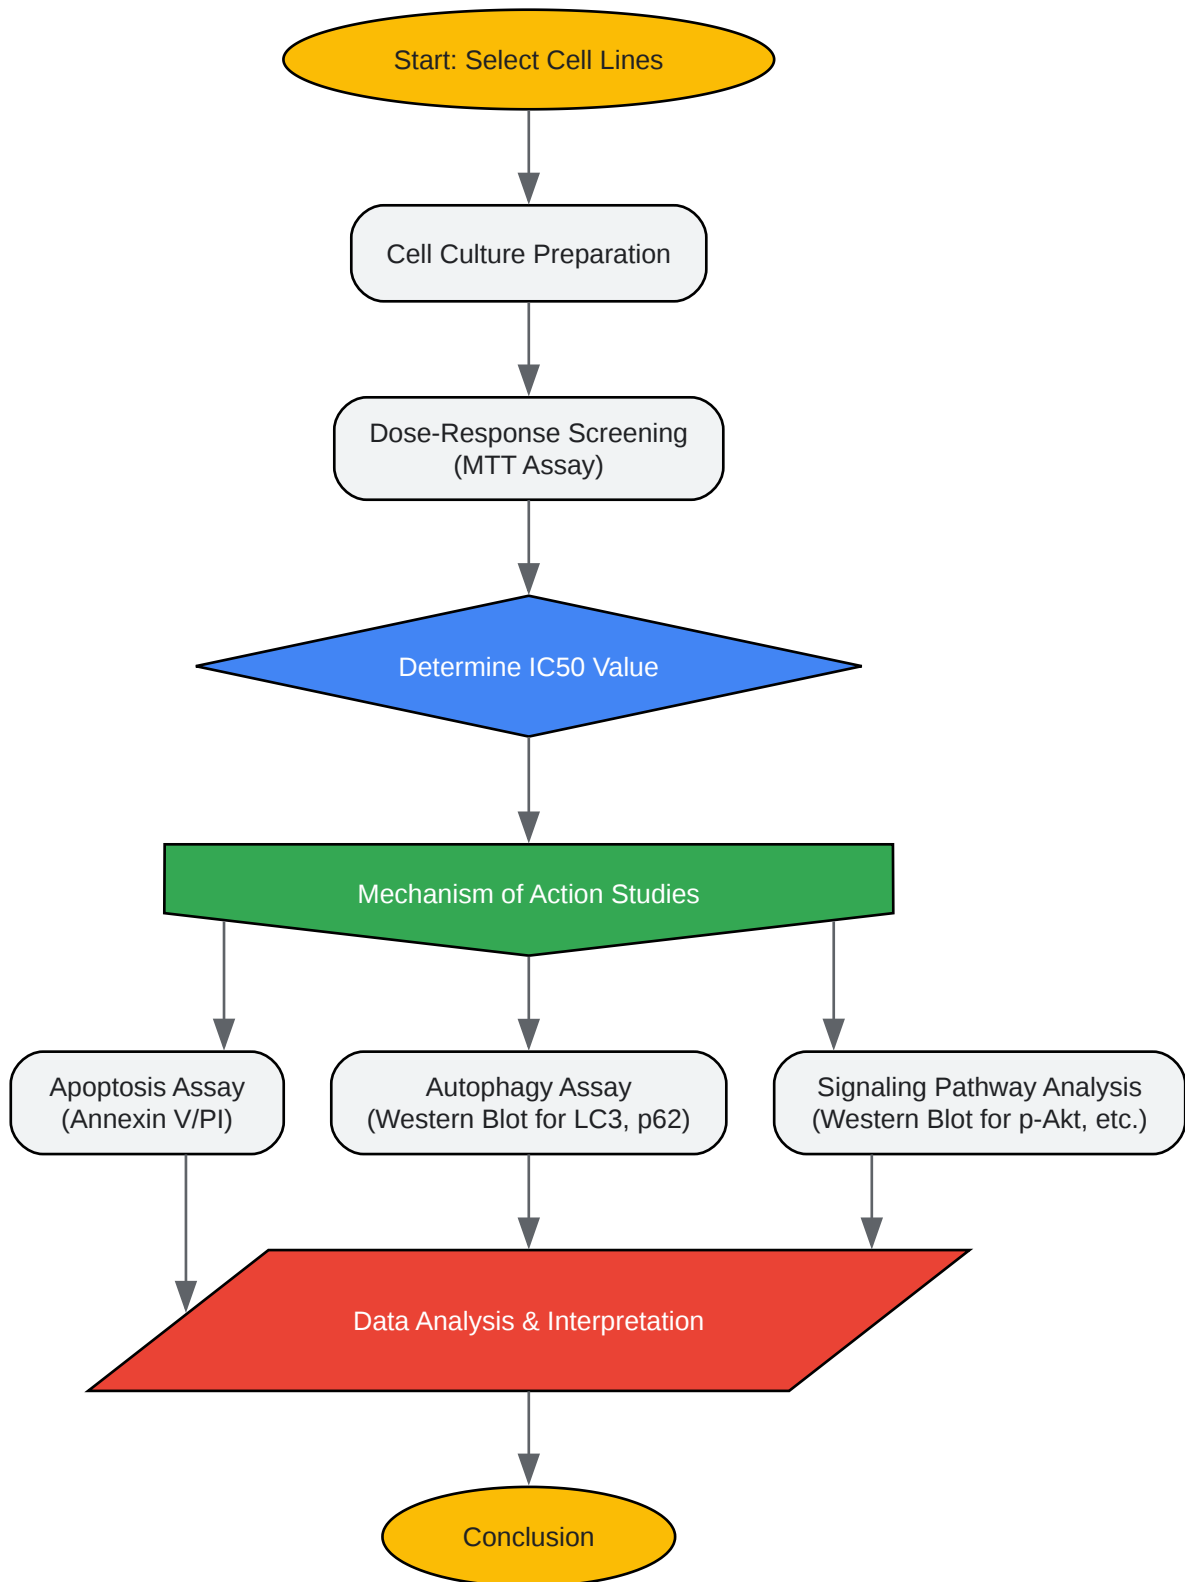 Start: Select Cell Lines
Cell Culture Preparation
Dose-Response Screening
(MTT Assay)
Determine IC50 Value
Mechanism of Action Studies
Apoptosis Assay
(Annexin V/PI)
Autophagy Assay
(Western Blot for LC3, p62)
Signaling Pathway Analysis
(Western Blot for p-Akt, etc.)
Data Analysis & Interpretation
Conclusion